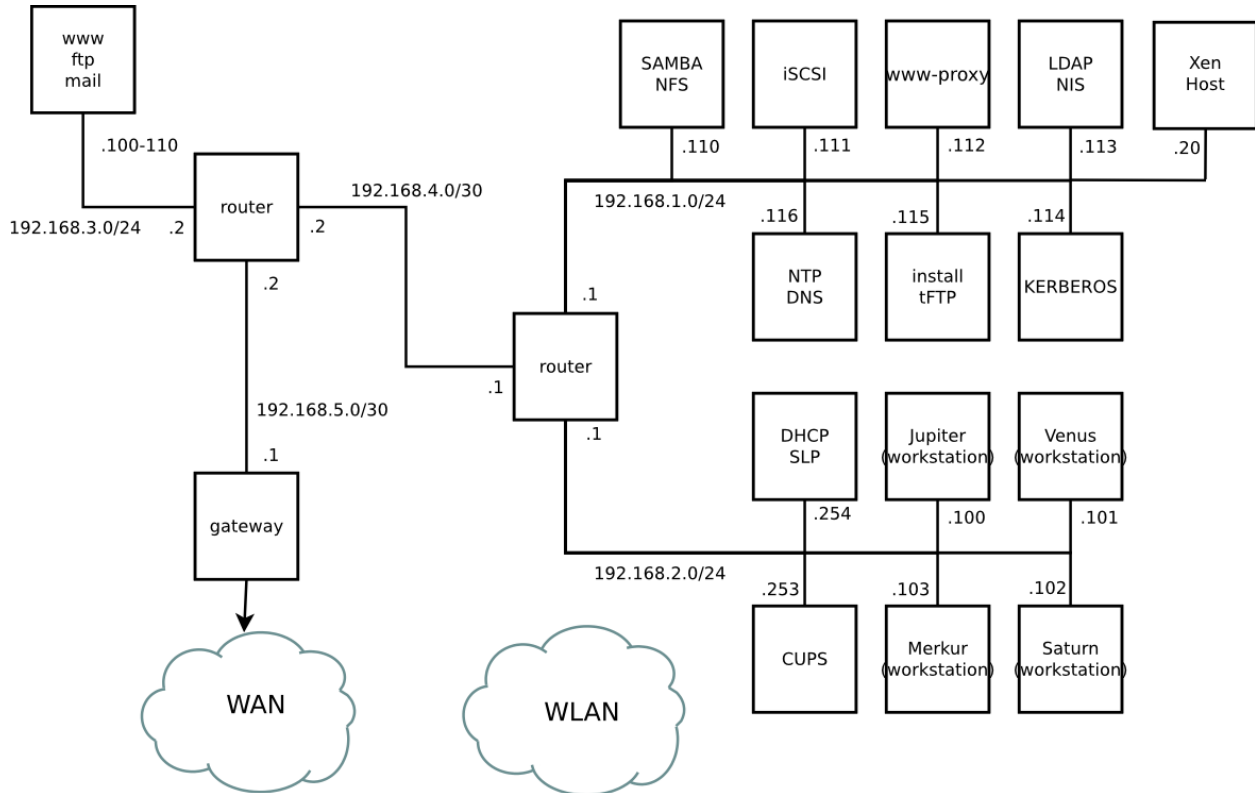 www
ftp
mail
SAMBA
NFS
iSCSI
www-proxy
LDAP
NIS
Xen
Host
.100-110
.110
.111
.112
.113
.20
192.168.3.0/24
.2
router
.2
192.168.4.0/30
192.168.1.0/24
.116
.115
.114
NTP
DNS
install
tFTP
KERBEROS
.2
.1
router
.1
.1
192.168.5.0/30
.1
gateway
DHCP
SLP
Jupiter
(workstation)
Venus
(workstation)
.254
.100
.101
192.168.2.0/24
.253
.103
.102
CUPS
Merkur
(workstation)
Saturn
(workstation)
WAN
WLAN